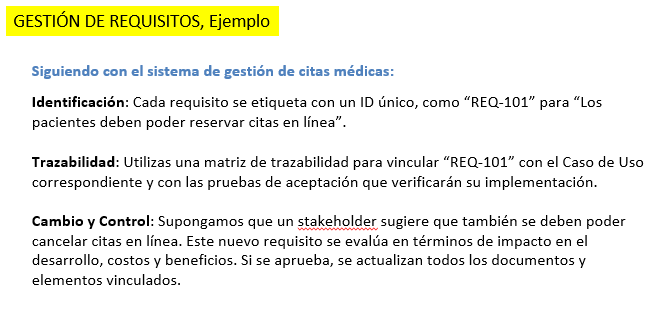 GESTIÓN DE REQUISITOS, Ejemplo
Siguiendo con el sistema de gestión de citas médicas:
Identificación: Cada requisito se etiqueta con un ID único, como “REQ-101” para “Los
pacientes deben poder reservar citas en línea”.
Trazabilidad: Utilizas una matriz de trazabilidad para vincular “REQ-101” con el Caso de Uso
correspondiente y con las pruebas de aceptación que verificarán su implementación.
Cambio y Control: Supongamos que un stakeholder sugiere que también se deben poder
cancelar citas en línea. Este nuevo requisito se evalúa en términos de impacto en el
desarrollo, costos y beneficios. Si se aprueba, se actualizan todos los documentos y
elementos vinculados.